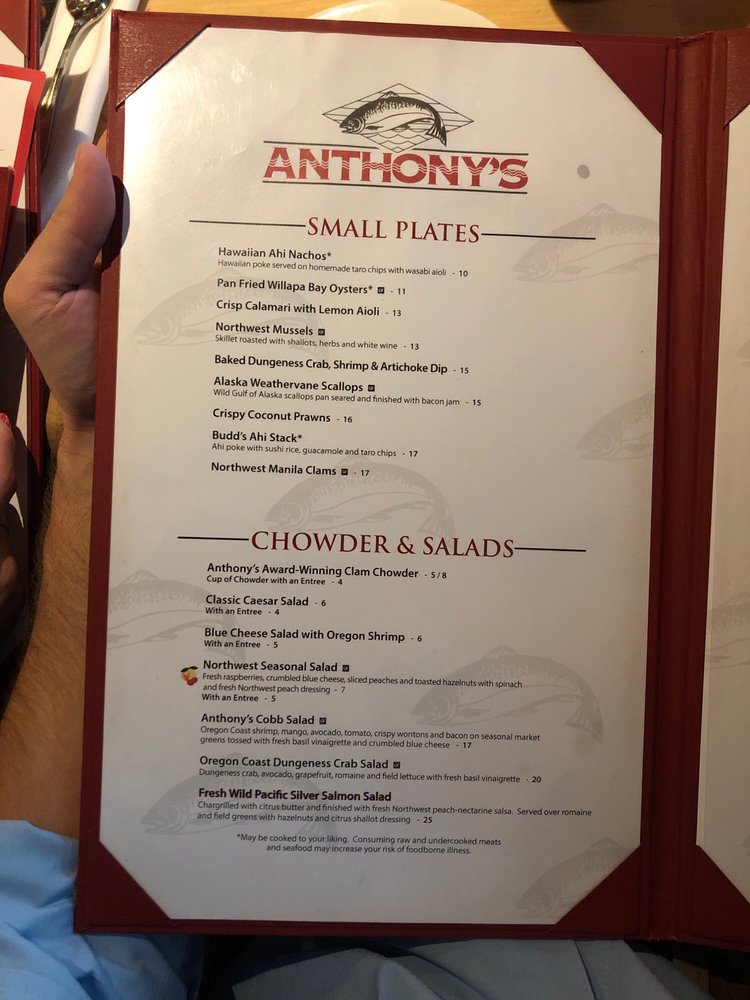 ANTHONY'S
SMALL PLATES
Hawaiian Ahi Nachos*
Hawaiian poke served on homemade taro chips with wasabi aioli - 10
Pan Fried Willapa Bay Oysters* - 11
Crisp Calamari with Lemon Aioli - 13
Northwest Mussels
Skillet roasted with shallots, herbs and white wine - 13
Baked Dungeness Crab, Shrimp & Artichoke Dip - 15
Alaska Weathervane Scallops
Wild Gulf of Alaska scallops pan seared and finished with bacon jam - 15
Crispy Coconut Prawns - 16
Budd's Ahi Stack*
Ahi poke with sushi rice, guacamole and taro chips - 17
Northwest Manila Clams - 17
CHOWDER & SALADS
Anthony's Award-Winning Clam Chowder - 5 / 8
Cup of Chowder with an Entree - 4
Classic Caesar Salad - 6
With an Entree - 4
Blue Cheese Salad with Oregon Shrimp - 6
With an Entree - 5
Northwest Seasonal Salad
Fresh raspberries, crumbled blue cheese, sliced peaches and toasted hazelnuts with spinach
and fresh Northwest peach dressing - 7
With an Entree - 5
Anthony's Cobb Salad
Oregon Coast shrimp, mango, avocado, tomato, crispy wontons and bacon on seasonal market
greens tossed with fresh basil vinaigrette and crumbled blue cheese - 17
Oregon Coast Dungeness Crab Salad
Dungeness crab, avocado, grapefruit, romaine and field lettuce with fresh basil vinaigrette - 20
Fresh Wild Pacific Silver Salmon Salad
Chargrilled with citrus butter and finished with fresh Northwest peach-nectarine salsa. Served over romaine
and field greens with hazelnuts and citrus shallot dressing - 25
*May be cooked to your liking. Consuming raw and undercooked meats
and seafood may increase your risk of foodborne illness.